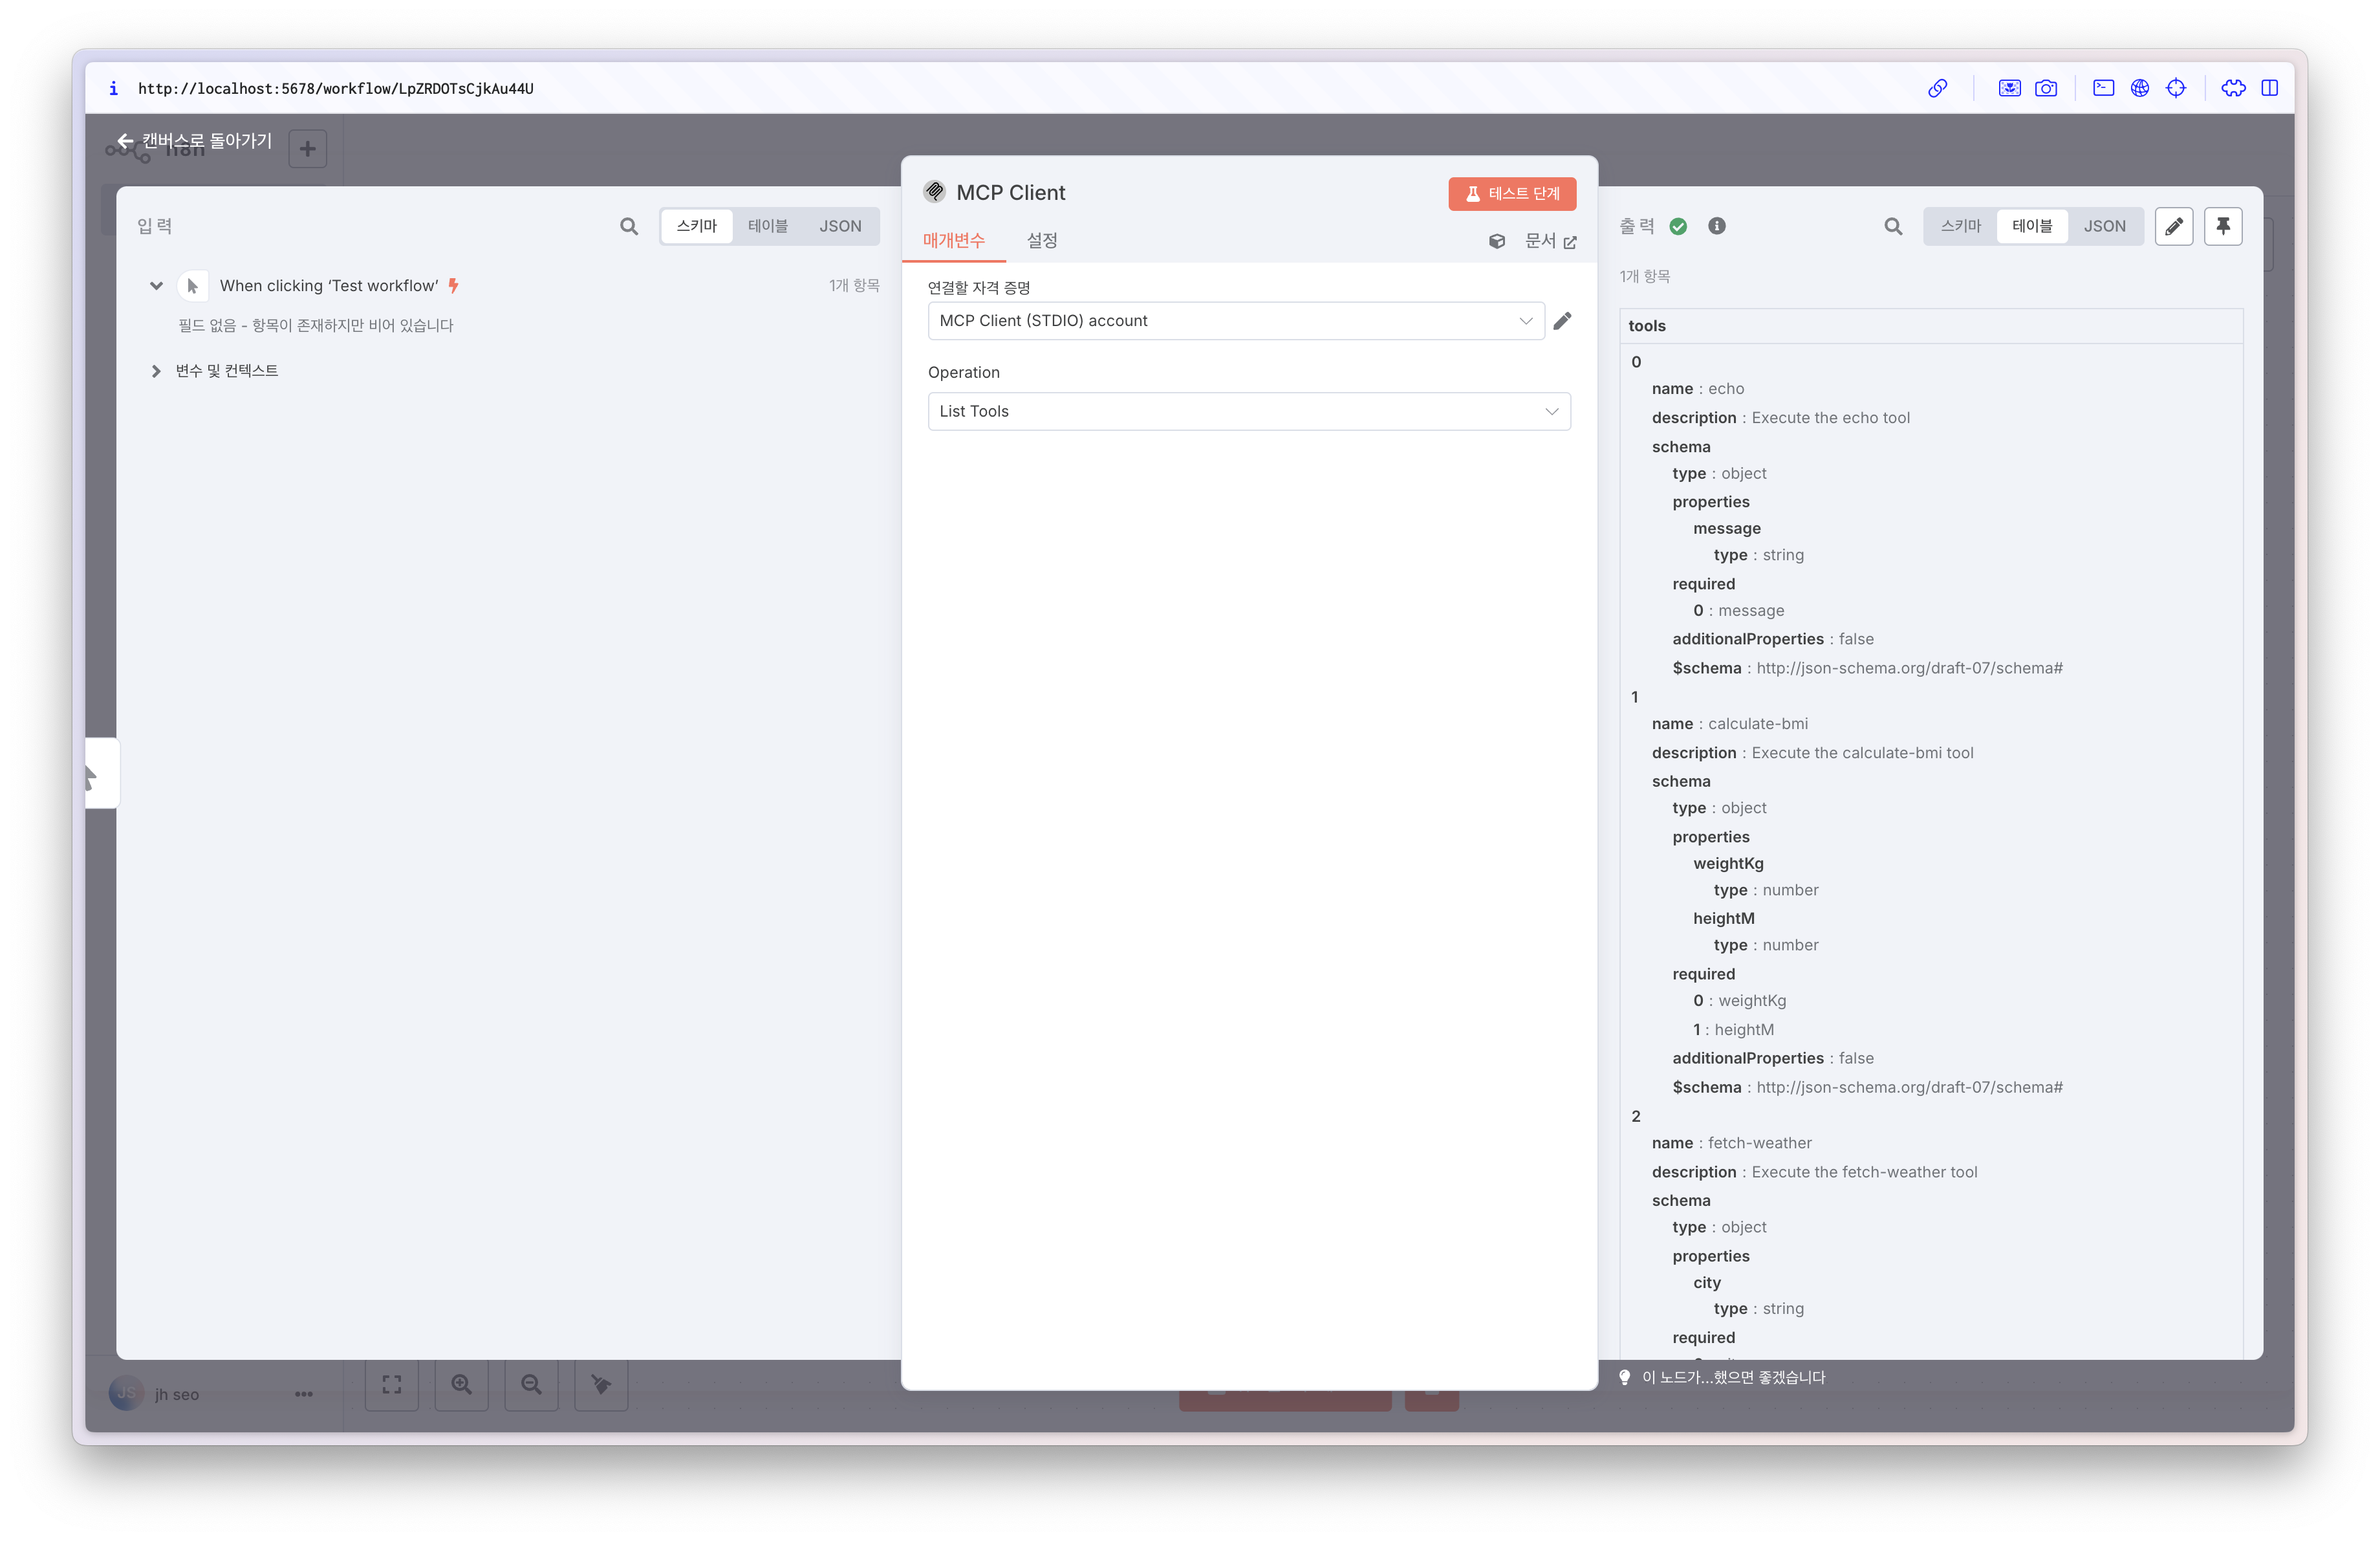 http://localhost:5678/workflow/LpZRDOTsCjkAu44U
캔버스로 돌아가기
n8n
입력
스키마 테이블 JSON
When clicking ‘Test workflow’
1개 항목
필드 없음 - 항목이 존재하지만 비어 있습니다
변수 및 컨텍스트
MCP Client
테스트 단계
매개변수 설정
문서
연결할 자격 증명
MCP Client (STDIO) account
Operation
List Tools
출력
스키마 테이블 JSON
1개 항목
tools
0
name : echo
description : Execute the echo tool
schema
type : object
properties
message
type : string
required
0 : message
additionalProperties : false
$schema : http://json-schema.org/draft-07/schema#
1
name : calculate-bmi
description : Execute the calculate-bmi tool
schema
type : object
properties
weightKg
type : number
heightM
type : number
required
0 : weightKg
1 : heightM
additionalProperties : false
$schema : http://json-schema.org/draft-07/schema#
2
name : fetch-weather
description : Execute the fetch-weather tool
schema
type : object
properties
city
type : string
required
이 노드가...했으면 좋겠습니다
JS
jh seo